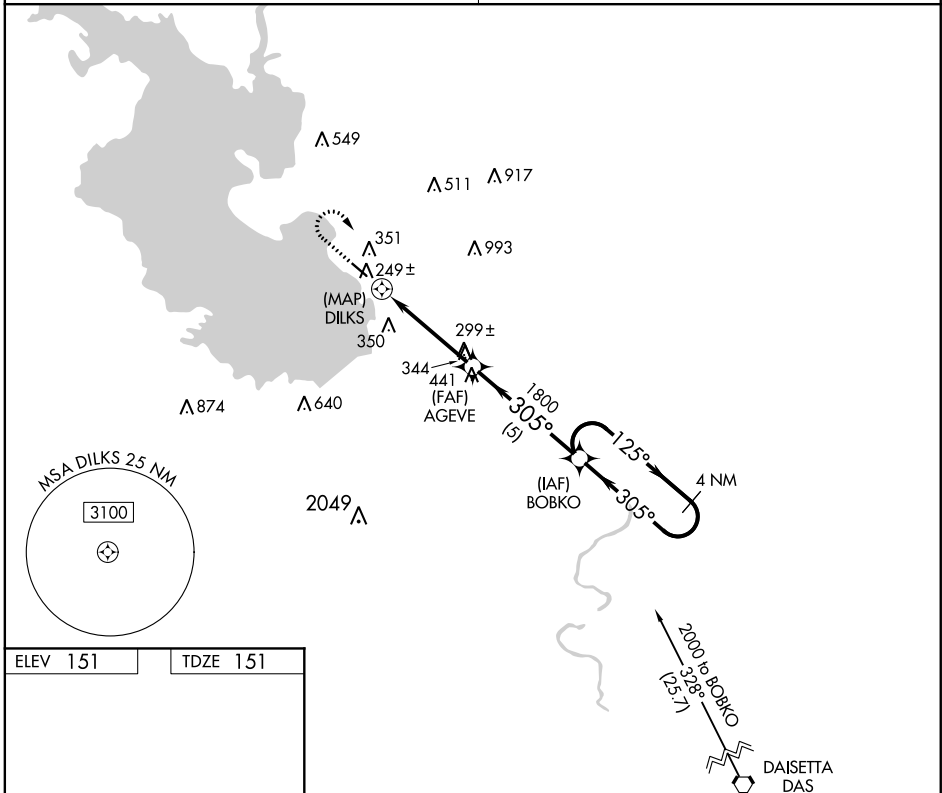 549
511
917
351
993
249±
(MAP)
DILKS
350
299±
344
441
(FAF)
AGEVE
1800
305°
(5)
874
640
125°
4 NM
(IAF)
BOBKO
305°
MSA DILKS 25 NM
3100
2049
2000 to BOBKO
328°
(25.7)
ELEV 151
TDZE 151
DAISETTA
DAS